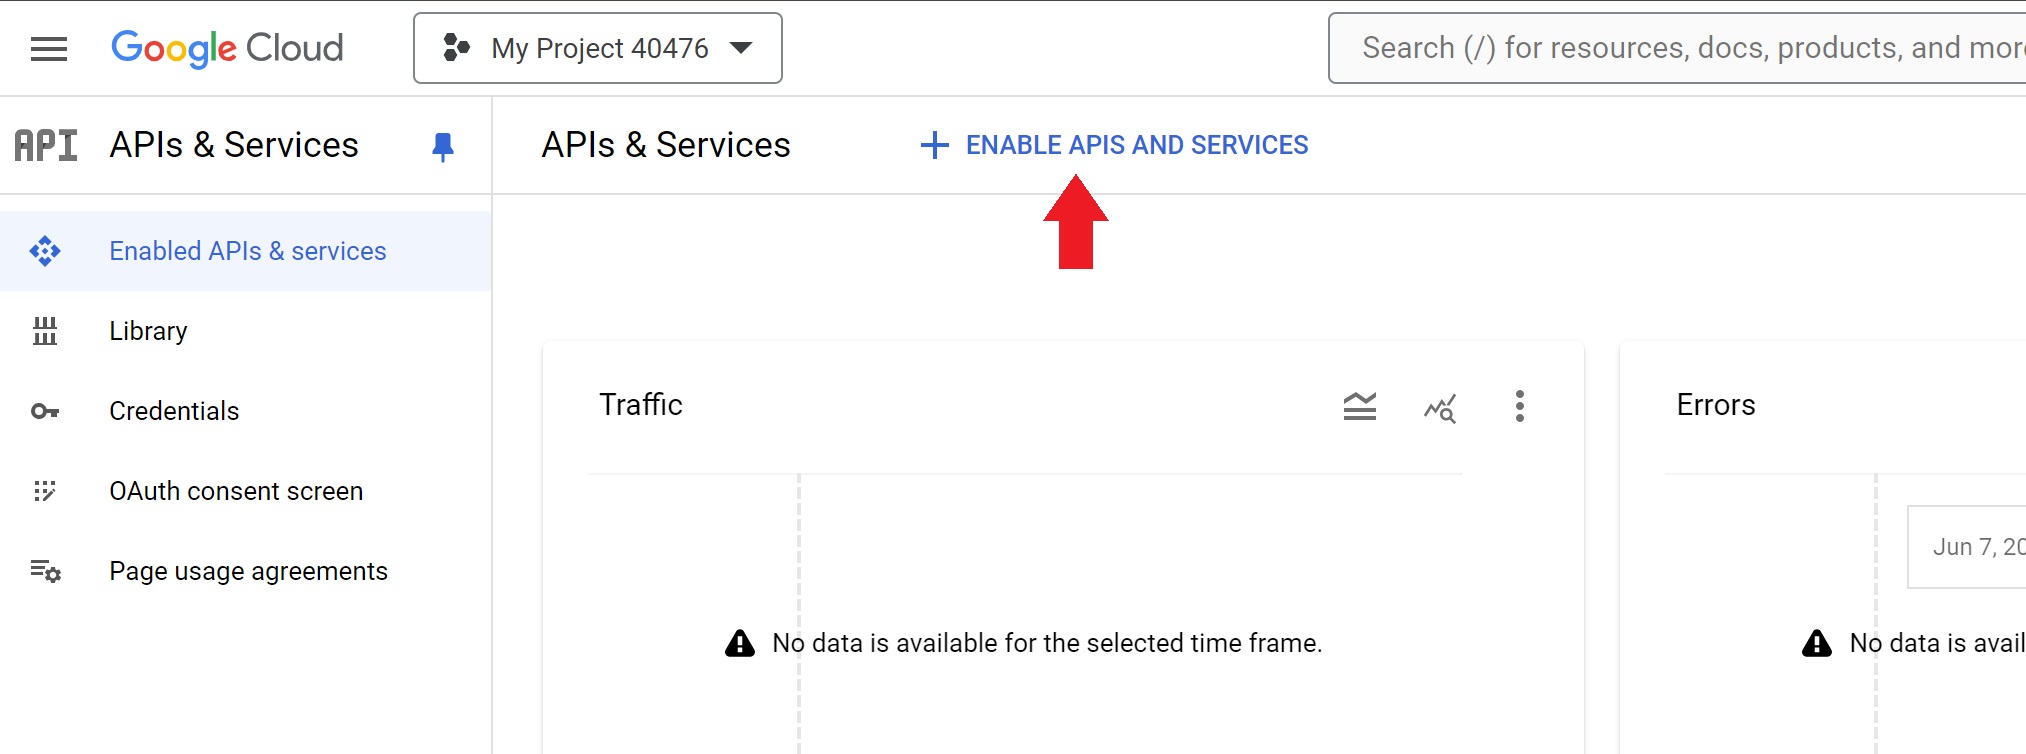 Google Cloud
My Project 40476
Search (/) for resources, docs, products, and more
API
APIs & Services
APIs & Services
ENABLE APIS AND SERVICES
Enabled APIs & services
Library
Credentials
OAuth consent screen
Page usage agreements
Traffic
No data is available for the selected time frame.
Errors
Jun 7, 20
No data is avail